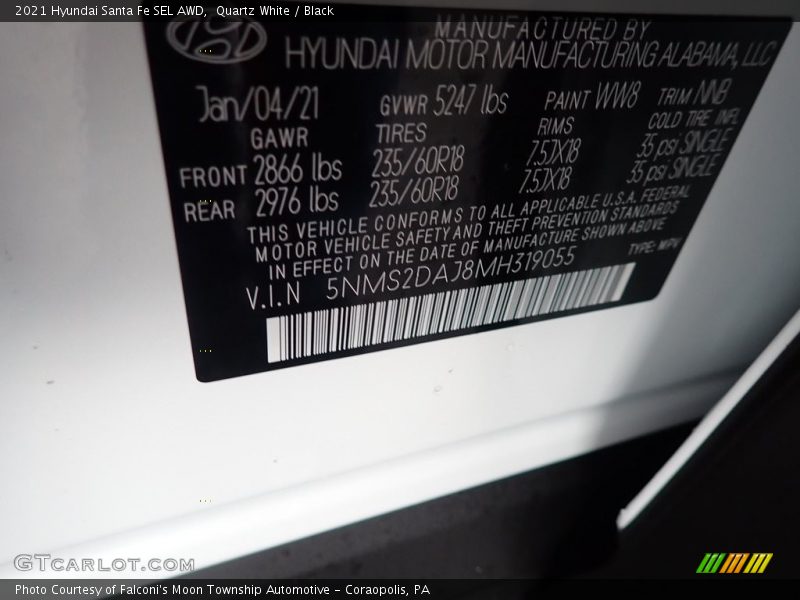 2021 Hyundai Santa Fe SEL AWD,  Quartz White / Black
MANUFACTURED BY
HYUNDAI MOTOR MANUFACTURING ALABAMA, LLC
Jan/04/21 GVWR 5247 lbs PAINT WW8 TRIM NNB
GAWR TIRES RIMS COLD TIRE INFL
FRONT 2866 lbs 235/60R18 7.5JX18 35 psi SINGLE
REAR 2976 lbs 235/60R18 7.5JX18 35 psi SINGLE
THIS VEHICLE CONFORMS TO ALL APPLICABLE U.S.A. FEDERAL
MOTOR VEHICLE SAFETY AND THEFT PREVENTION STANDARDS
IN EFFECT ON THE DATE OF MANUFACTURE SHOWN ABOVE
V.I.N 5NMS2DAJ8MH319055 TYPE: MPV
GTCARLOT.COM
Photo Courtesy of Falconi's Moon Township Automotive – Coraopolis, PA